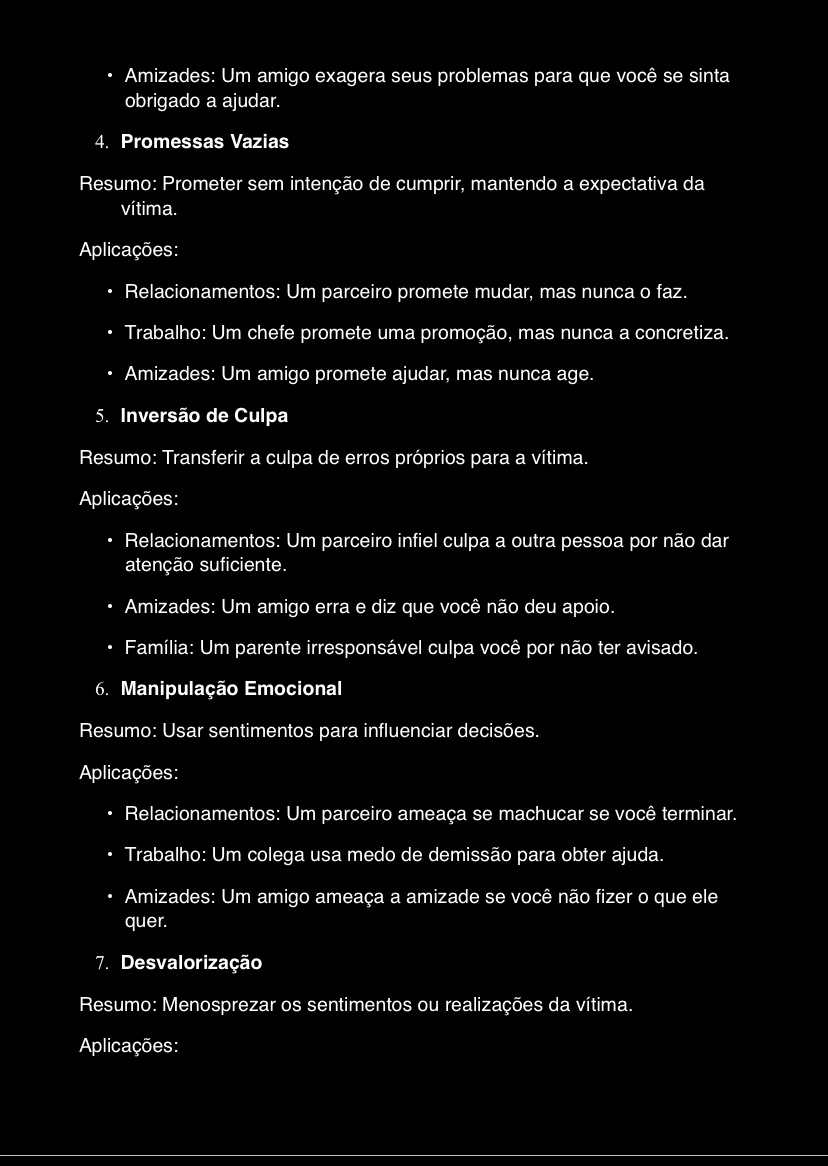 • Amizades: Um amigo exagera seus problemas para que você se sinta
obrigado a ajudar.
4. Promessas Vazias
Resumo: Prometer sem intenção de cumprir, mantendo a expectativa da
vítima.
Aplicações:
• Relacionamentos: Um parceiro promete mudar, mas nunca o faz.
• Trabalho: Um chefe promete uma promoção, mas nunca a concretiza.
• Amizades: Um amigo promete ajudar, mas nunca age.
5. Inversão de Culpa
Resumo: Transferir a culpa de erros próprios para a vítima.
Aplicações:
• Relacionamentos: Um parceiro infiel culpa a outra pessoa por não dar
atenção suficiente.
• Amizades: Um amigo erra e diz que você não deu apoio.
• Família: Um parente irresponsável culpa você por não ter avisado.
6. Manipulação Emocional
Resumo: Usar sentimentos para influenciar decisões.
Aplicações:
• Relacionamentos: Um parceiro ameaça se machucar se você terminar.
• Trabalho: Um colega usa medo de demissão para obter ajuda.
• Amizades: Um amigo ameaça a amizade se você não fizer o que ele
quer.
7. Desvalorização
Resumo: Menosprezar os sentimentos ou realizações da vítima.
Aplicações: